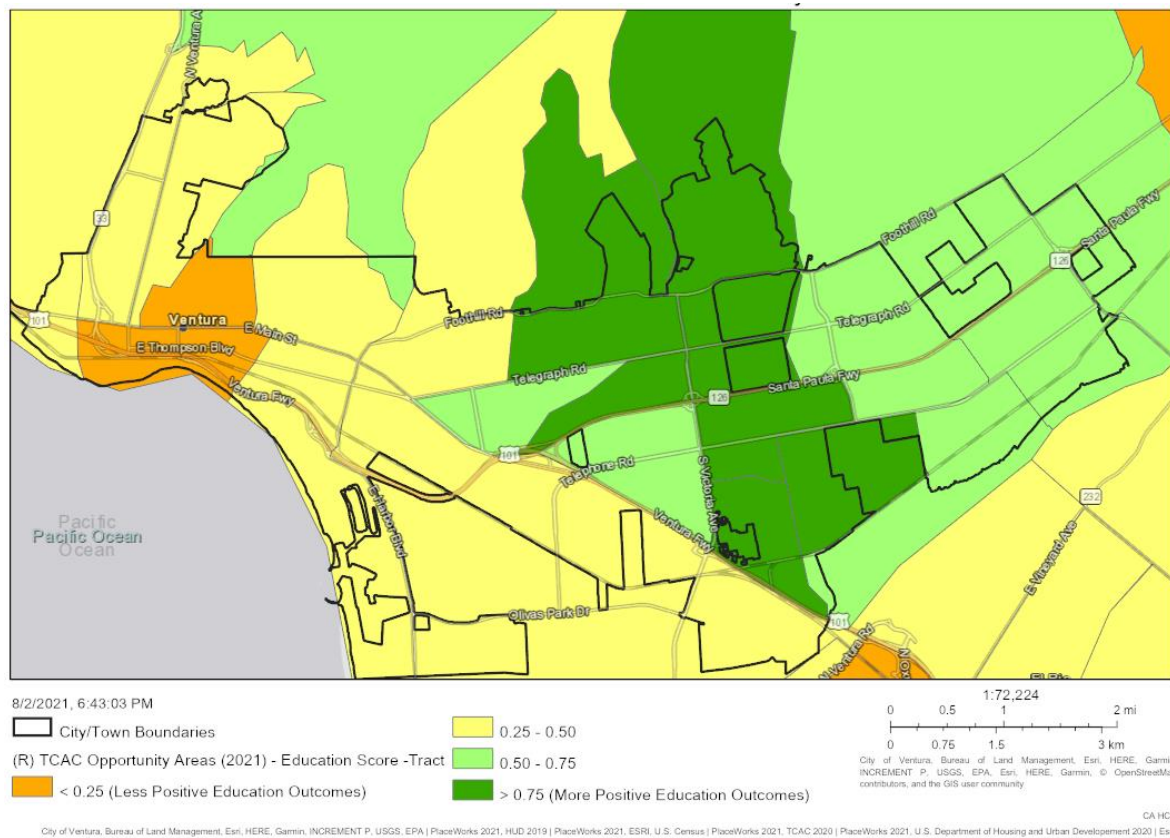 N Ventura A
33
101
Ventura
E Main St
E Thompson Blvd
Ventura Fwy
Foothill Rd
Foothill Rd
Santa Paula Fwy
126
Telegraph Rd
Telegraph Rd
126
Santa Paula Fwy
101
Telephone Rd
S Victoria Ave
232
E Vineyard Ave
Pacific
Pacific Ocean
Ocean
E Harbor Blvd
Ventura Fwy
Olivas Park Dr
101
N Ventura Rd
8/2/2021, 6:43:03 PM
City/Town Boundaries
(R) TCAC Opportunity Areas (2021) - Education Score -Tract
< 0.25 (Less Positive Education Outcomes)
0.25 - 0.50
0.50 - 0.75
> 0.75 (More Positive Education Outcomes)
1:72,224
0 0.5 1 2 mi
0 0.75 1.5 3 km
City of Ventura, Bureau of Land Management, Esri, HERE, Garmin,
INCREMENT P, USGS, EPA, Esri, HERE, Garmin, © OpenStreetMa
contributors, and the GIS user community
CA HC
City of Ventura, Bureau of Land Management, Esri, HERE, Garmin, INCREMENT P, USGS, EPA | PlaceWorks 2021, HUD 2019 | PlaceWorks 2021, ESRI, U.S. Census | PlaceWorks 2021, TCAC 2020 | PlaceWorks 2021, U.S. Department of Housing and Urban Developement 2020 | Es